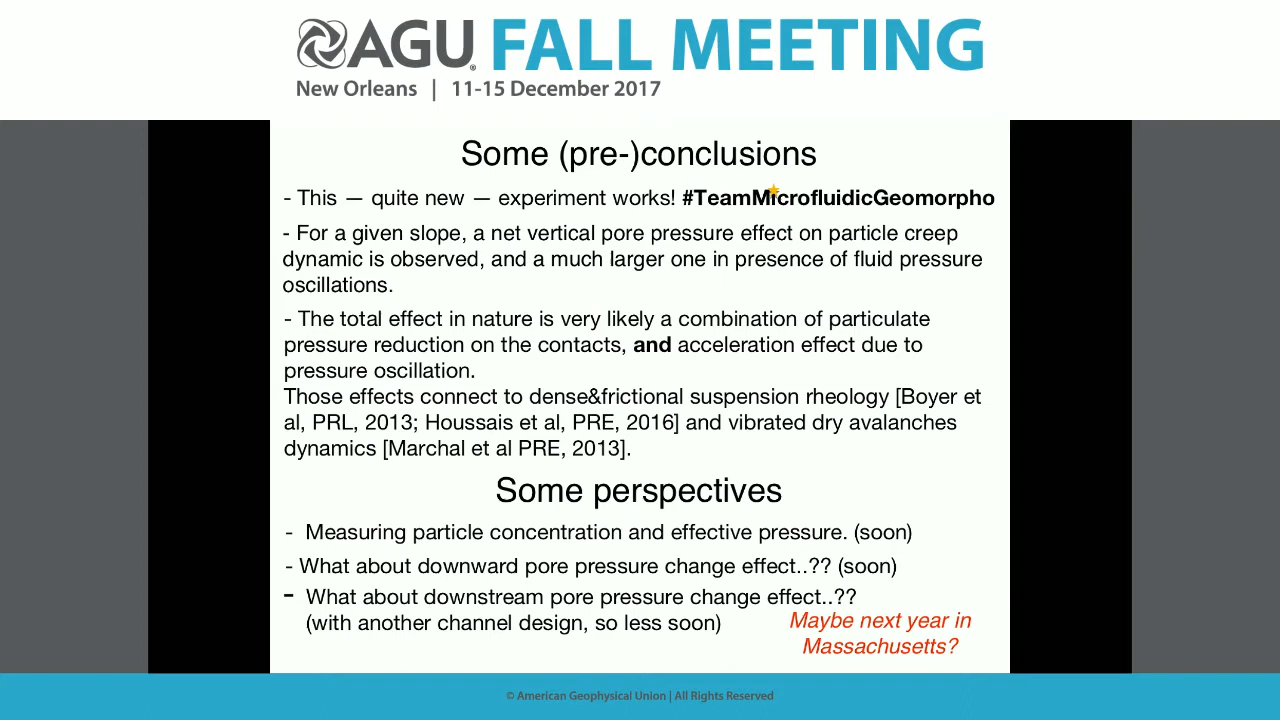 AGU FALL MEETING
New Orleans | 11-15 December 2017
Some (pre-)conclusions
- This — quite new — experiment works! #TeamMicrofluidicGeomorpho
- For a given slope, a net vertical pore pressure effect on particle creep
dynamic is observed, and a much larger one in presence of fluid pressure
oscillations.
- The total effect in nature is very likely a combination of particulate
pressure reduction on the contacts, and acceleration effect due to
pressure oscillation.
Those effects connect to dense&frictional suspension rheology [Boyer et
al, PRL, 2013; Houssais et al, PRE, 2016] and vibrated dry avalanches
dynamics [Marchal et al PRE, 2013].
Some perspectives
- Measuring particle concentration and effective pressure. (soon)
- What about downward pore pressure change effect..?? (soon)
- What about downstream pore pressure change effect..??
(with another channel design, so less soon)
Maybe next year in
Massachusetts?
© American Geophysical Union | All Rights Reserved